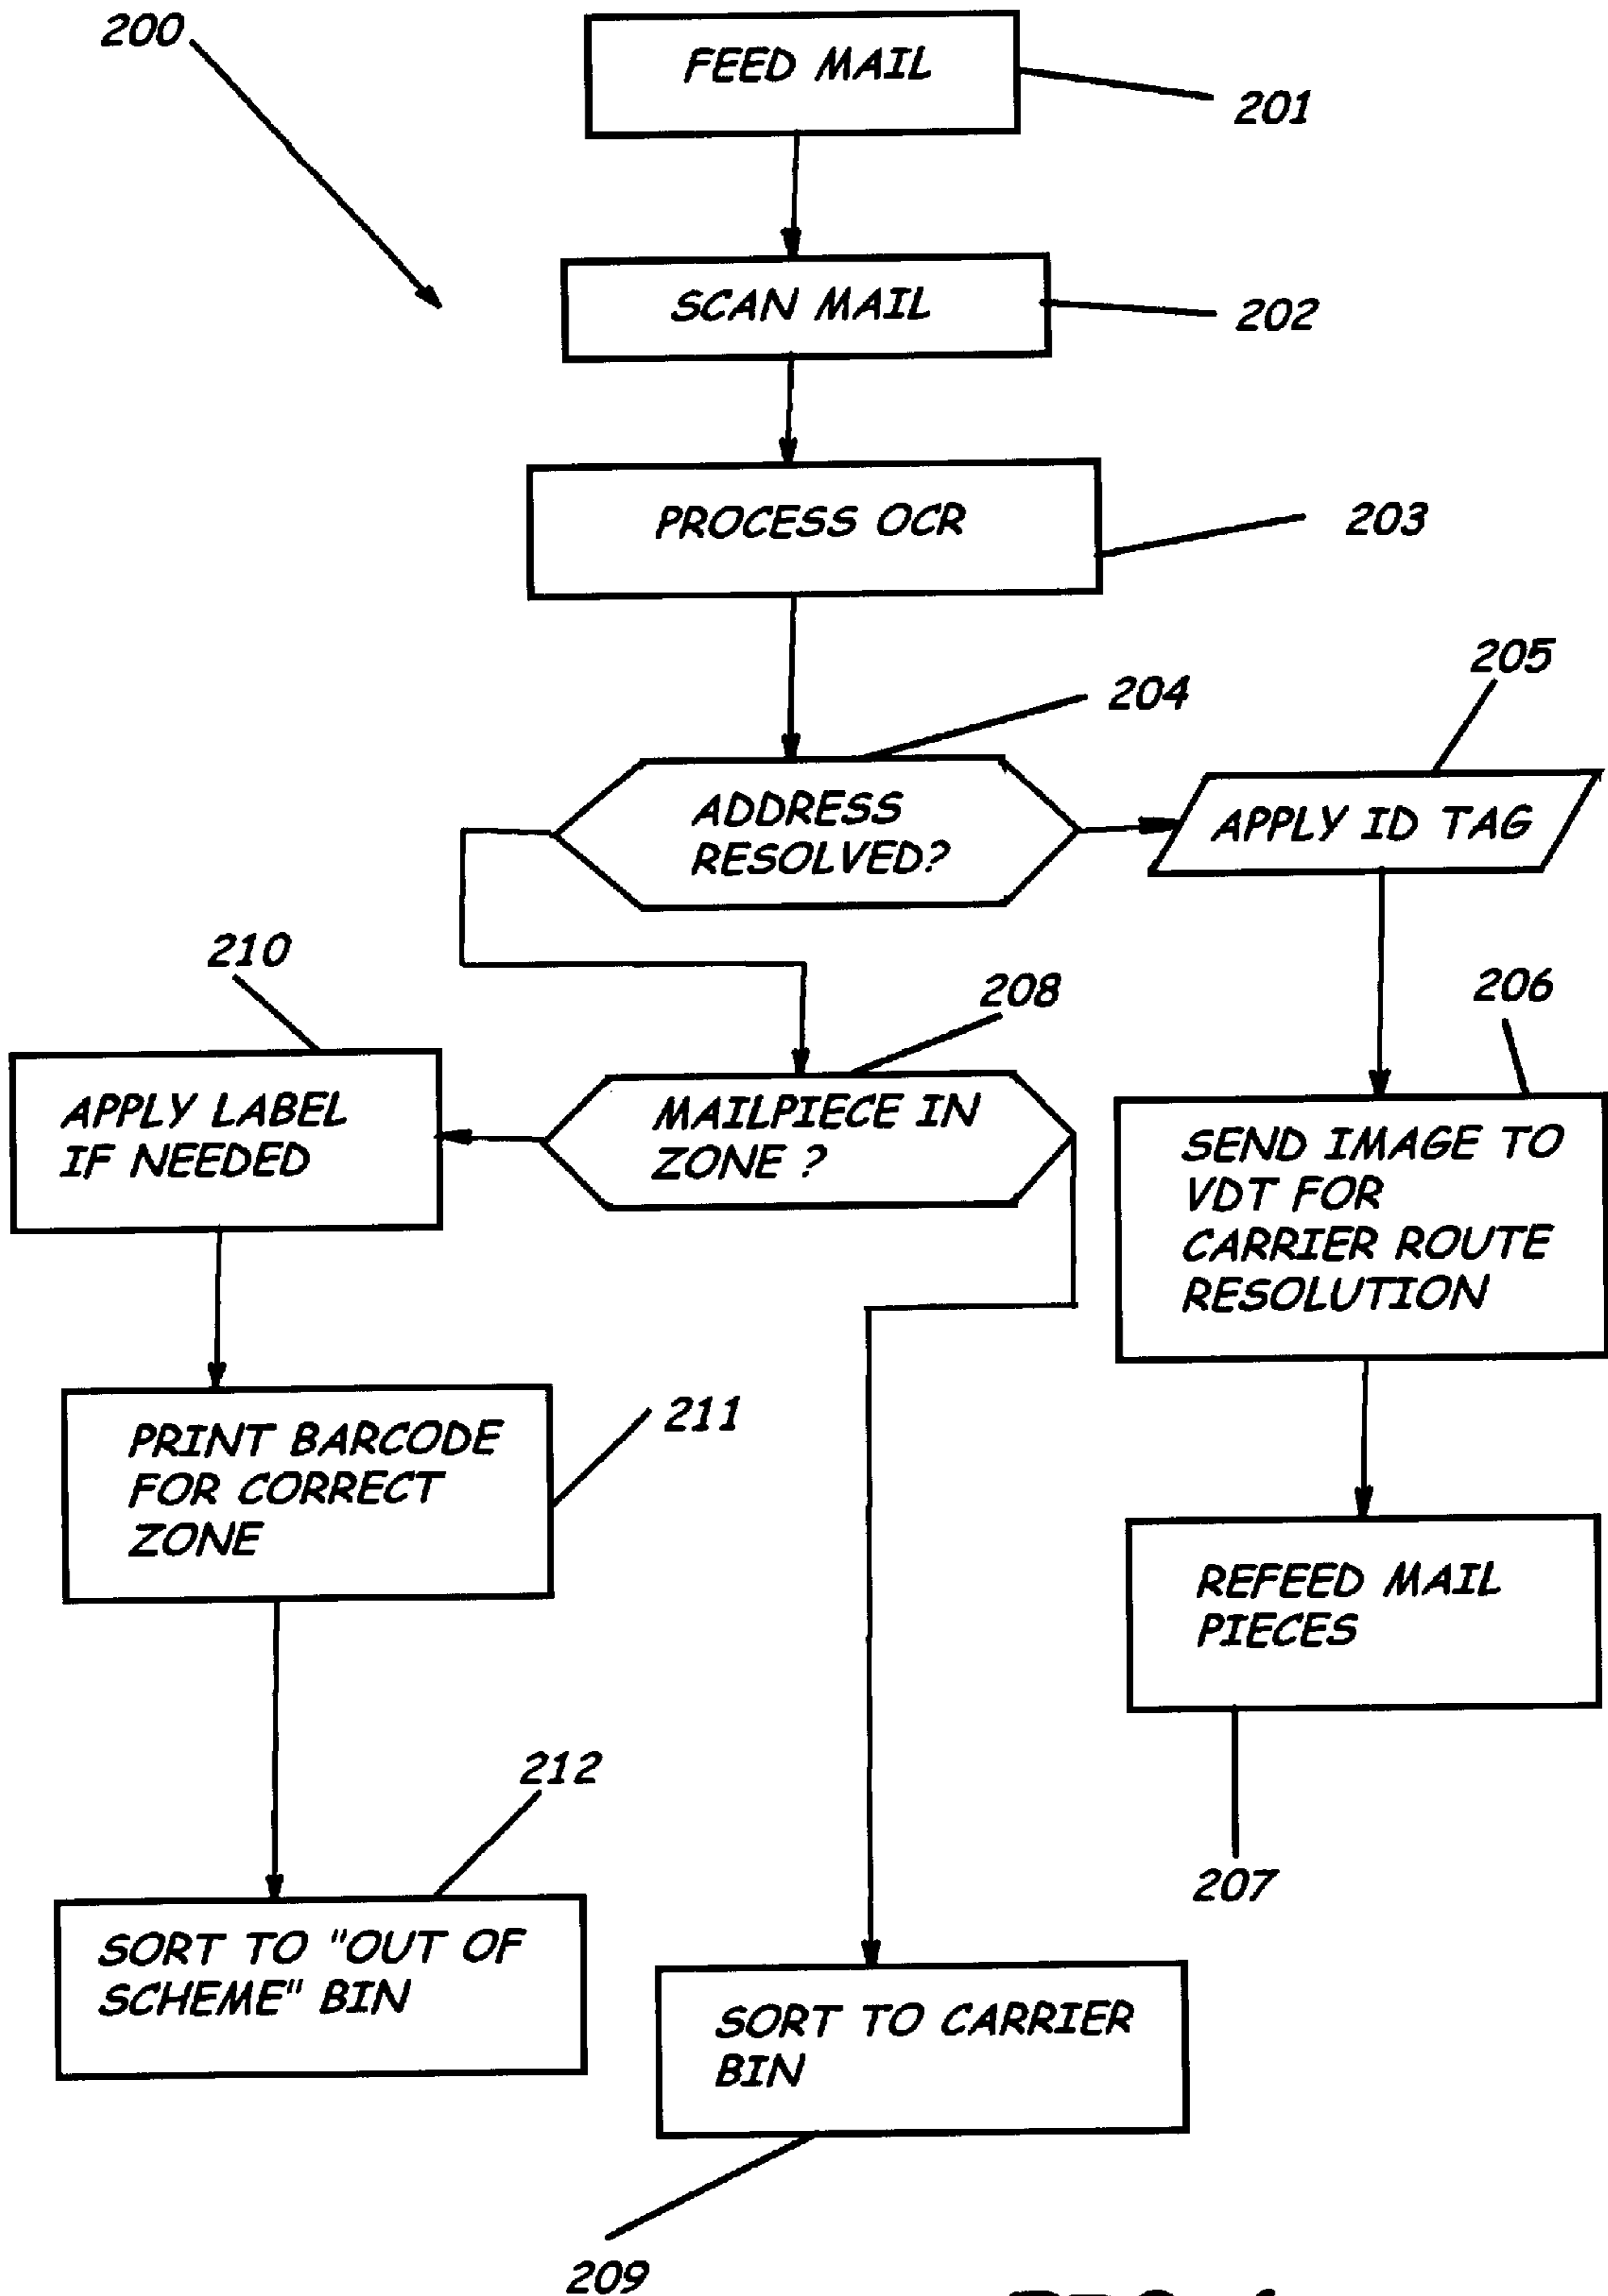 200
FEED MAIL
201
SCAN MAIL
202
PROCESS OCR
203
204
205
ADDRESS
RESOLVED?
APPLY ID TAG
210
208
206
APPLY LABEL
IF NEEDED
MAILPIECE IN
ZONE ?
SEND IMAGE TO
VDT FOR
CARRIER ROUTE
RESOLUTION
PRINT BARCODE
FOR CORRECT
ZONE
211
REFEED MAIL
PIECES
207
212
SORT TO "OUT OF
SCHEME" BIN
SORT TO CARRIER
BIN
209